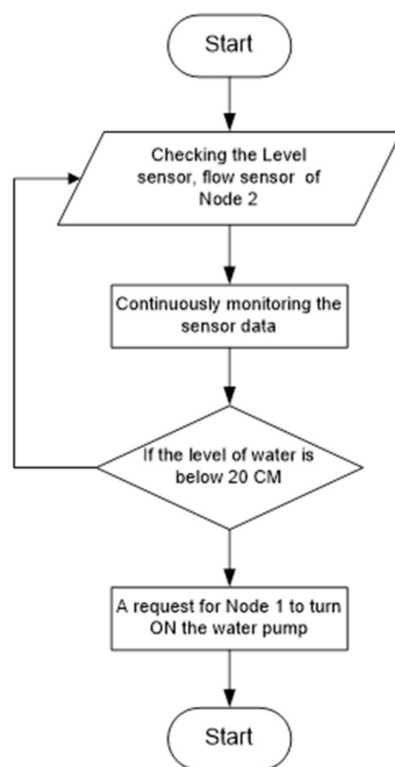 Start
Checking the Level
sensor, flow sensor of
Node 2
Continuously monitoring the
sensor data
If the level of water is
below 20 CM
A request for Node 1 to turn
ON the water pump
Start